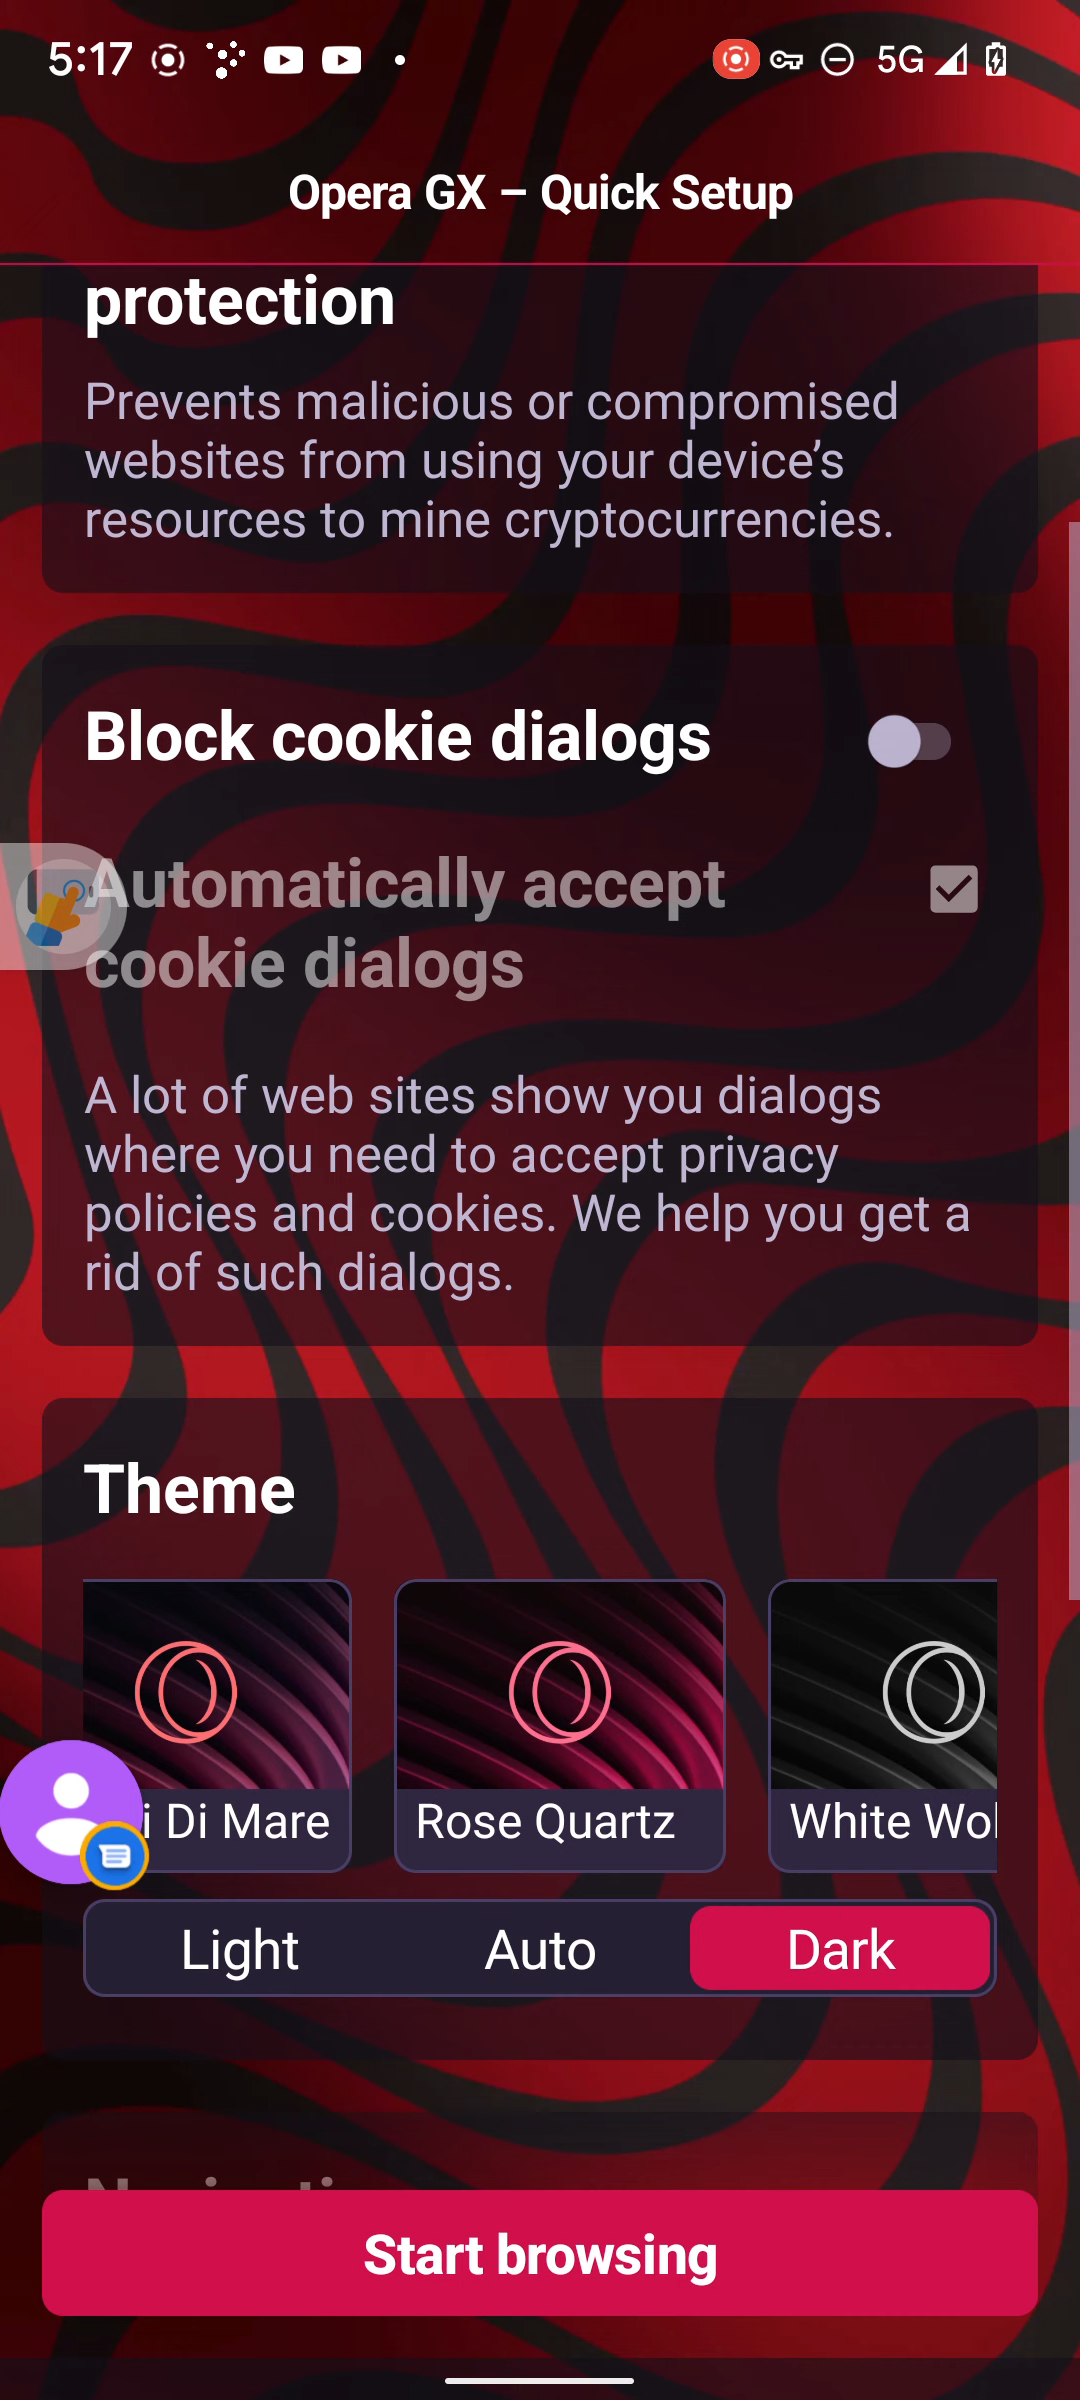 5:17
5G
Opera GX – Quick Setup
protection
Prevents malicious or compromised
websites from using your device’s
resources to mine cryptocurrencies.
Block cookie dialogs
Automatically accept
cookie dialogs
A lot of web sites show you dialogs
where you need to accept privacy
policies and cookies. We help you get a
rid of such dialogs.
Theme
Di Mare
Rose Quartz
White
Light
Auto
Dark
Start browsing